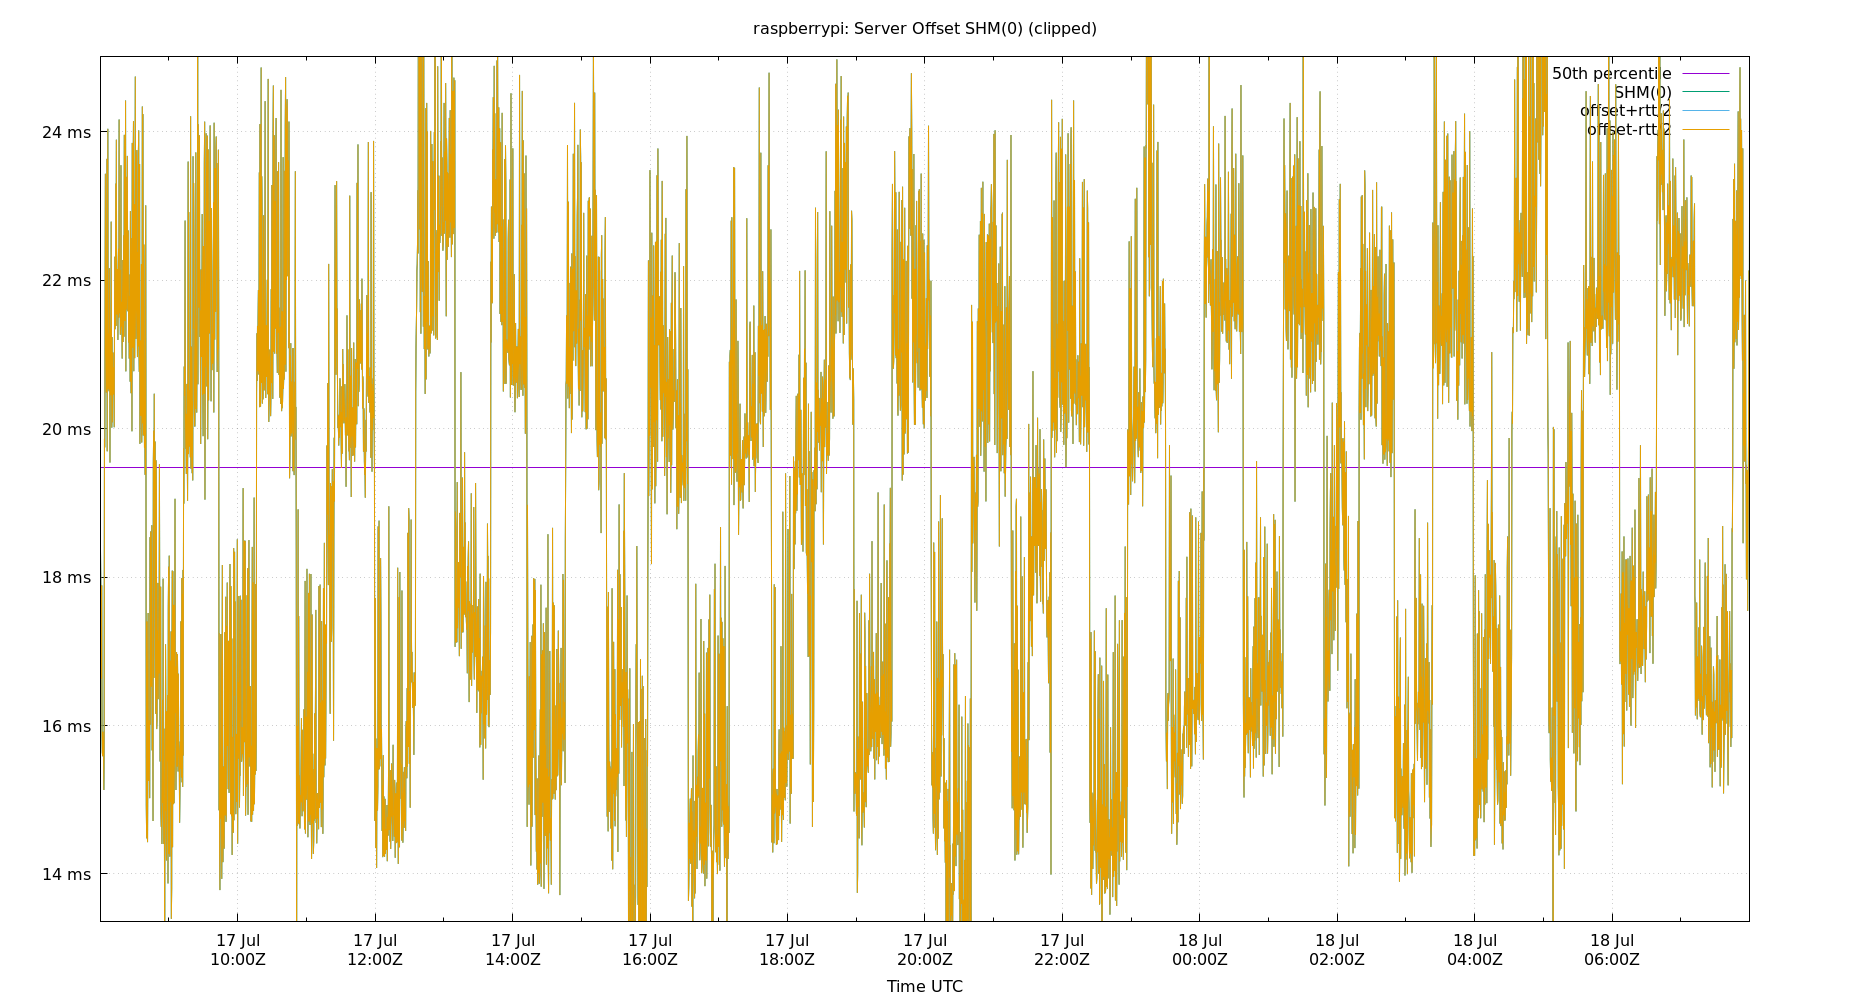 raspberrypi: Server Offset SHM(0) (clipped)
50th percentile
SHM(0)
offset+rtt/2
offset-rtt/2
24 ms
22 ms
20 ms
18 ms
16 ms
14 ms
17 Jul 17 Jul 17 Jul 17 Jul 17 Jul 17 Jul 17 Jul 18 Jul 18 Jul 18 Jul 18 Jul
10:00Z 12:00Z 14:00Z 16:00Z 18:00Z 20:00Z 22:00Z 00:00Z 02:00Z 04:00Z 06:00Z
Time UTC